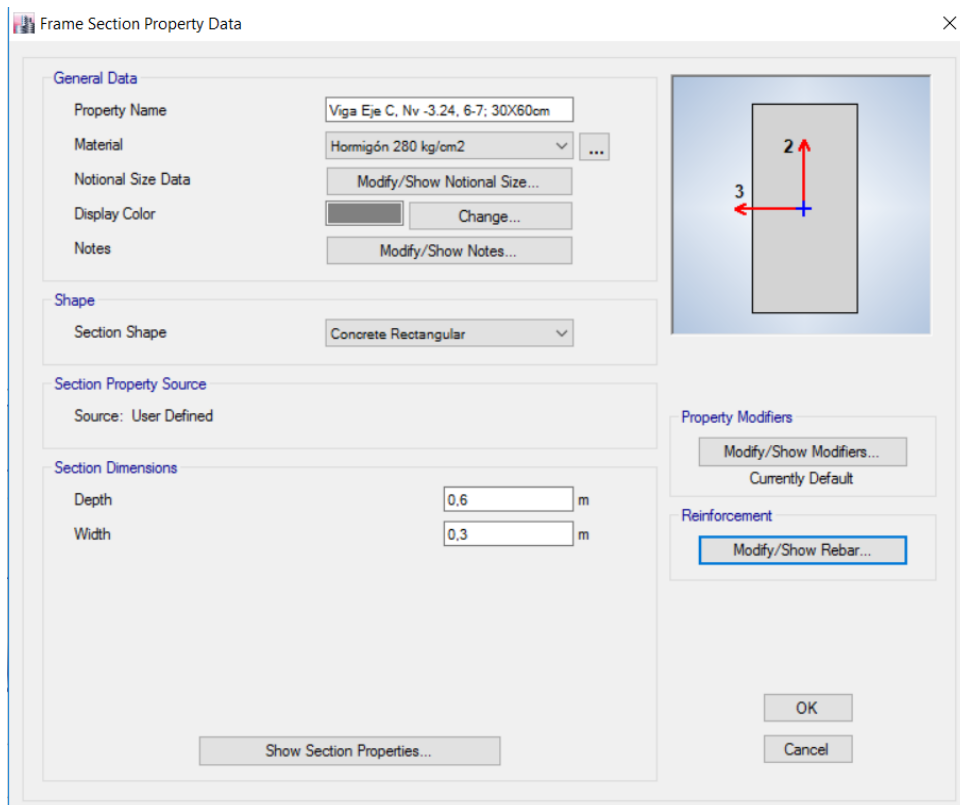 Frame Section Property Data
General Data
Property Name
Viga Eje C, Nv -3.24, 6-7; 30X60cm
Material
Hormigón 280 kg/cm2
...
Notional Size Data
Modify/Show Notional Size...
Display Color
Change...
Notes
Modify/Show Notes...
2
3
Shape
Section Shape
Concrete Rectangular
Section Property Source
Source: User Defined
Property Modifiers
Modify/Show Modifiers...
Currently Default
Section Dimensions
Depth
0,6
m
Width
0,3
m
Reinforcement
Modify/Show Rebar...
Show Section Properties...
OK
Cancel